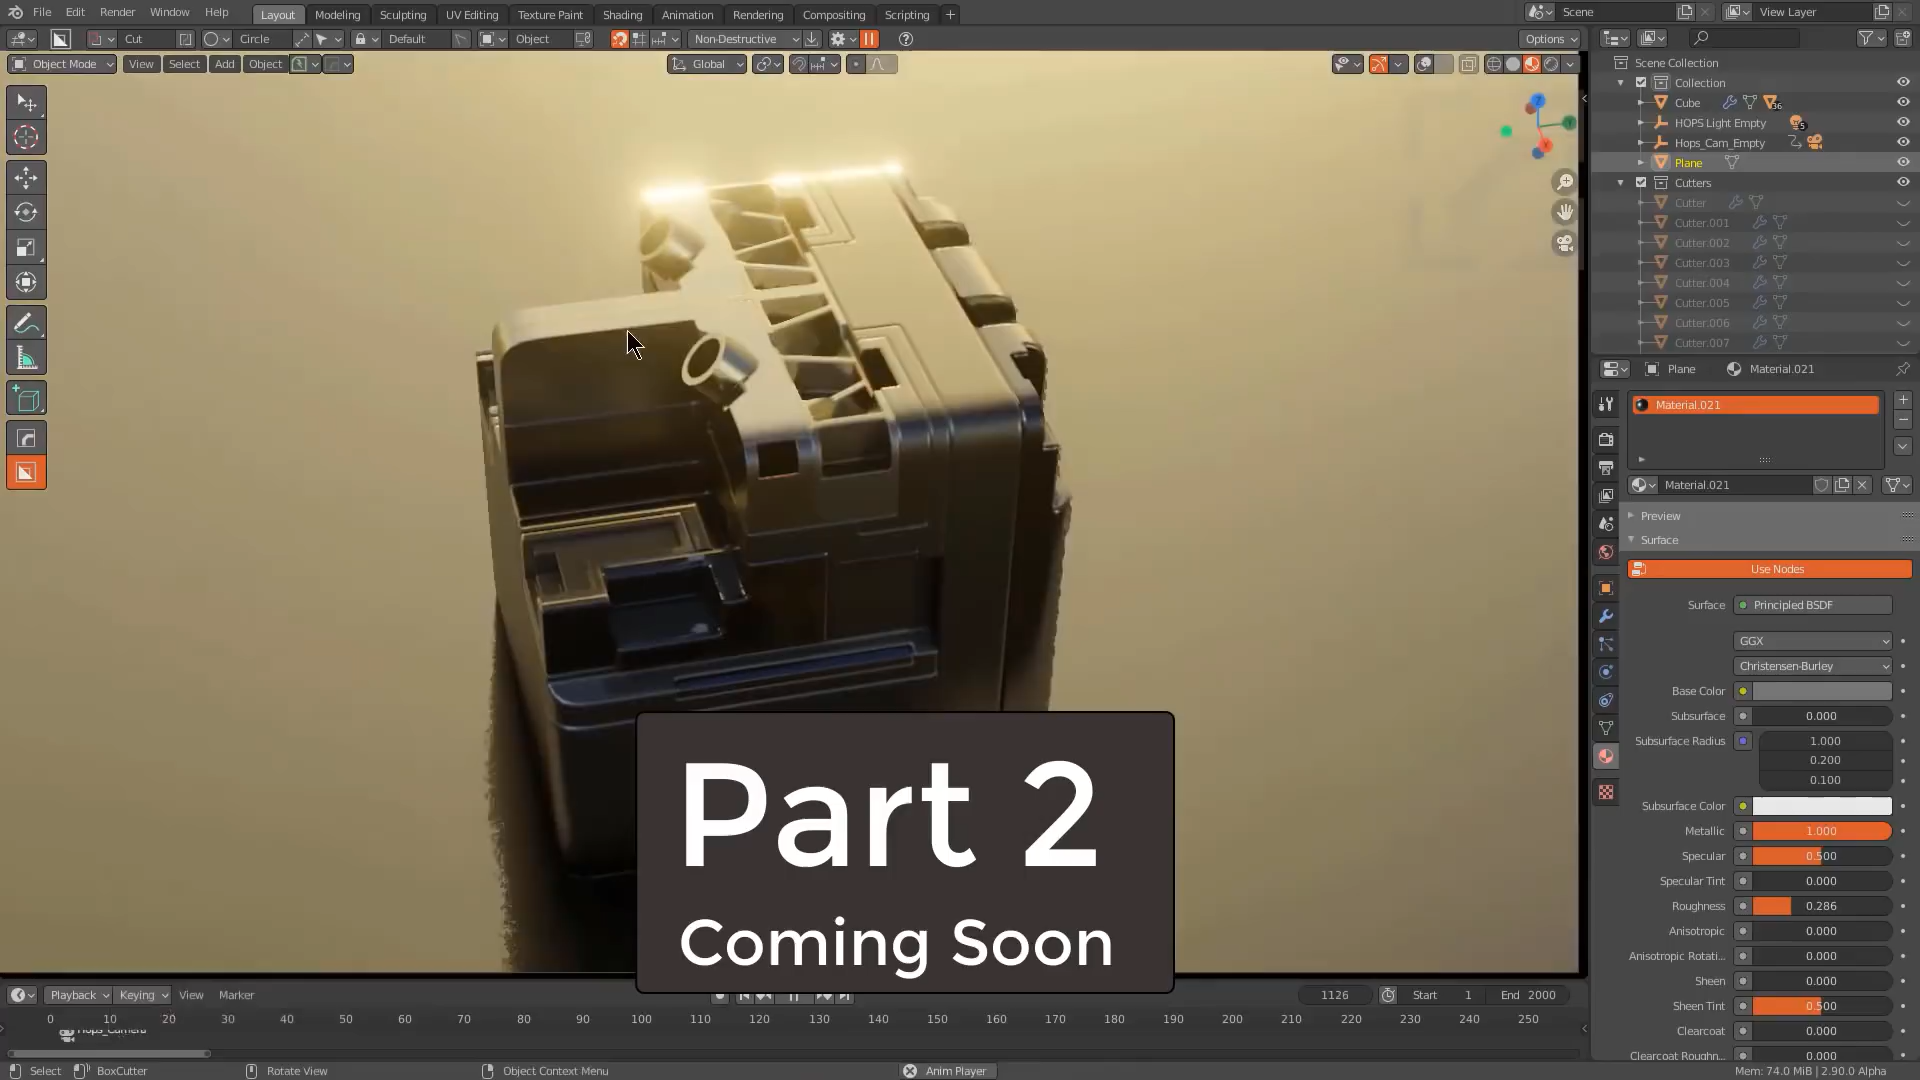 File Edit Render Window Help Layout Modeling Sculpting UV Editing Texture Paint Shading Animation Rendering Compositing Scripting + Scene View Layer
Cut Circle Default Object Non-Destructive Options
Object Mode View Select Add Object Global
Scene Collection
Collection
Cube 36
HOPS Light Empty 5
Hops_Cam_Empty
Plane
Cutters
Cutter
Cutter.001
Cutter.002
Cutter.003
Cutter.004
Cutter.005
Cutter.006
Cutter.007
Plane Material.021
Material.021
Material.021
Preview
Surface
Use Nodes
Surface Principled BSDF
GGX
Christensen-Burley
Base Color
Subsurface 0.000
Subsurface Radius 1.000
0.200
0.100
Subsurface Color
Metallic 1.000
Specular 0.500
Specular Tint 0.000
Roughness 0.286
Anisotropic 0.000
Anisotropic Rotati... 0.000
Sheen 0.000
Sheen Tint 0.500
Clearcoat 0.000
Clearcoat Roughn... 0.000
Part 2
Coming Soon
Playback Keying View Marker 1126 Start 1 End 2000
0 10 20 30 40 50 60 70 80 90 100 110 120 130 140 150 160 170 180 190 200 210 220 230 240 250
Hops_Camera
Select BoxCutter Rotate View Object Context Menu Anim Player Mem: 74.0 MiB | 2.90.0 Alpha